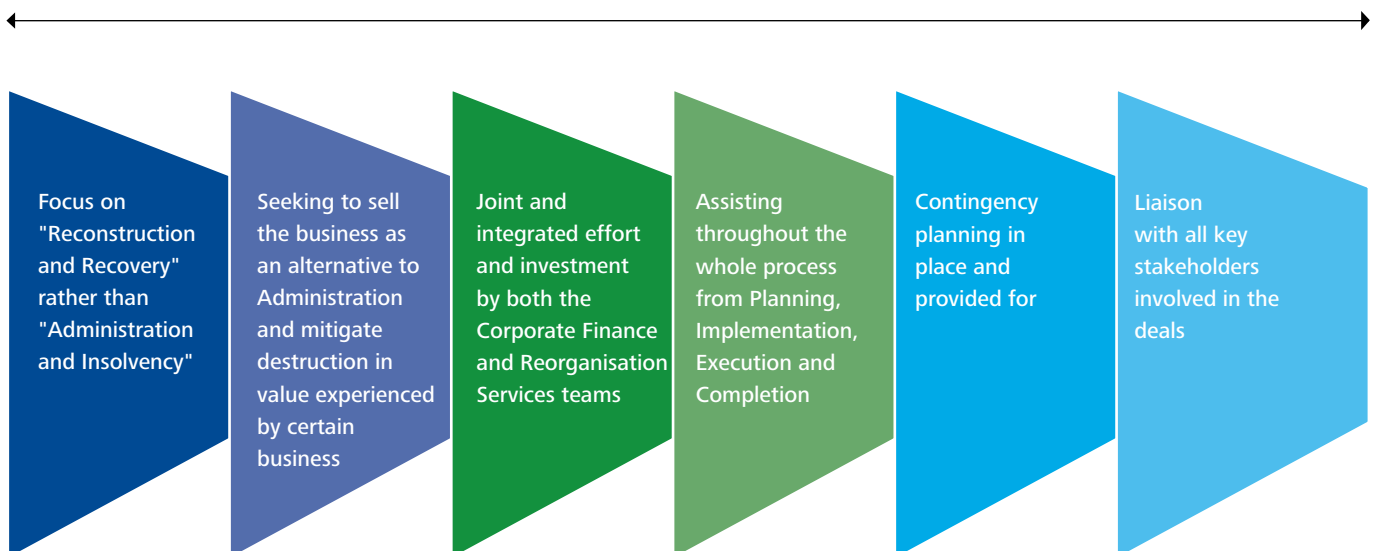 Focus on
"Reconstruction
and Recovery"
rather than
"Administration
and Insolvency"
Seeking to sell
the business as
an alternative to
Administration
and mitigate
destruction in
value experienced
by certain
business
Joint and
integrated effort
and investment
by both the
Corporate Finance
and Reorganisation
Services teams
Assisting
throughout the
whole process
from Planning,
Implementation,
Execution and
Completion
Contingency
planning in
place and
provided for
Liaison
with all key
stakeholders
involved in the
deals